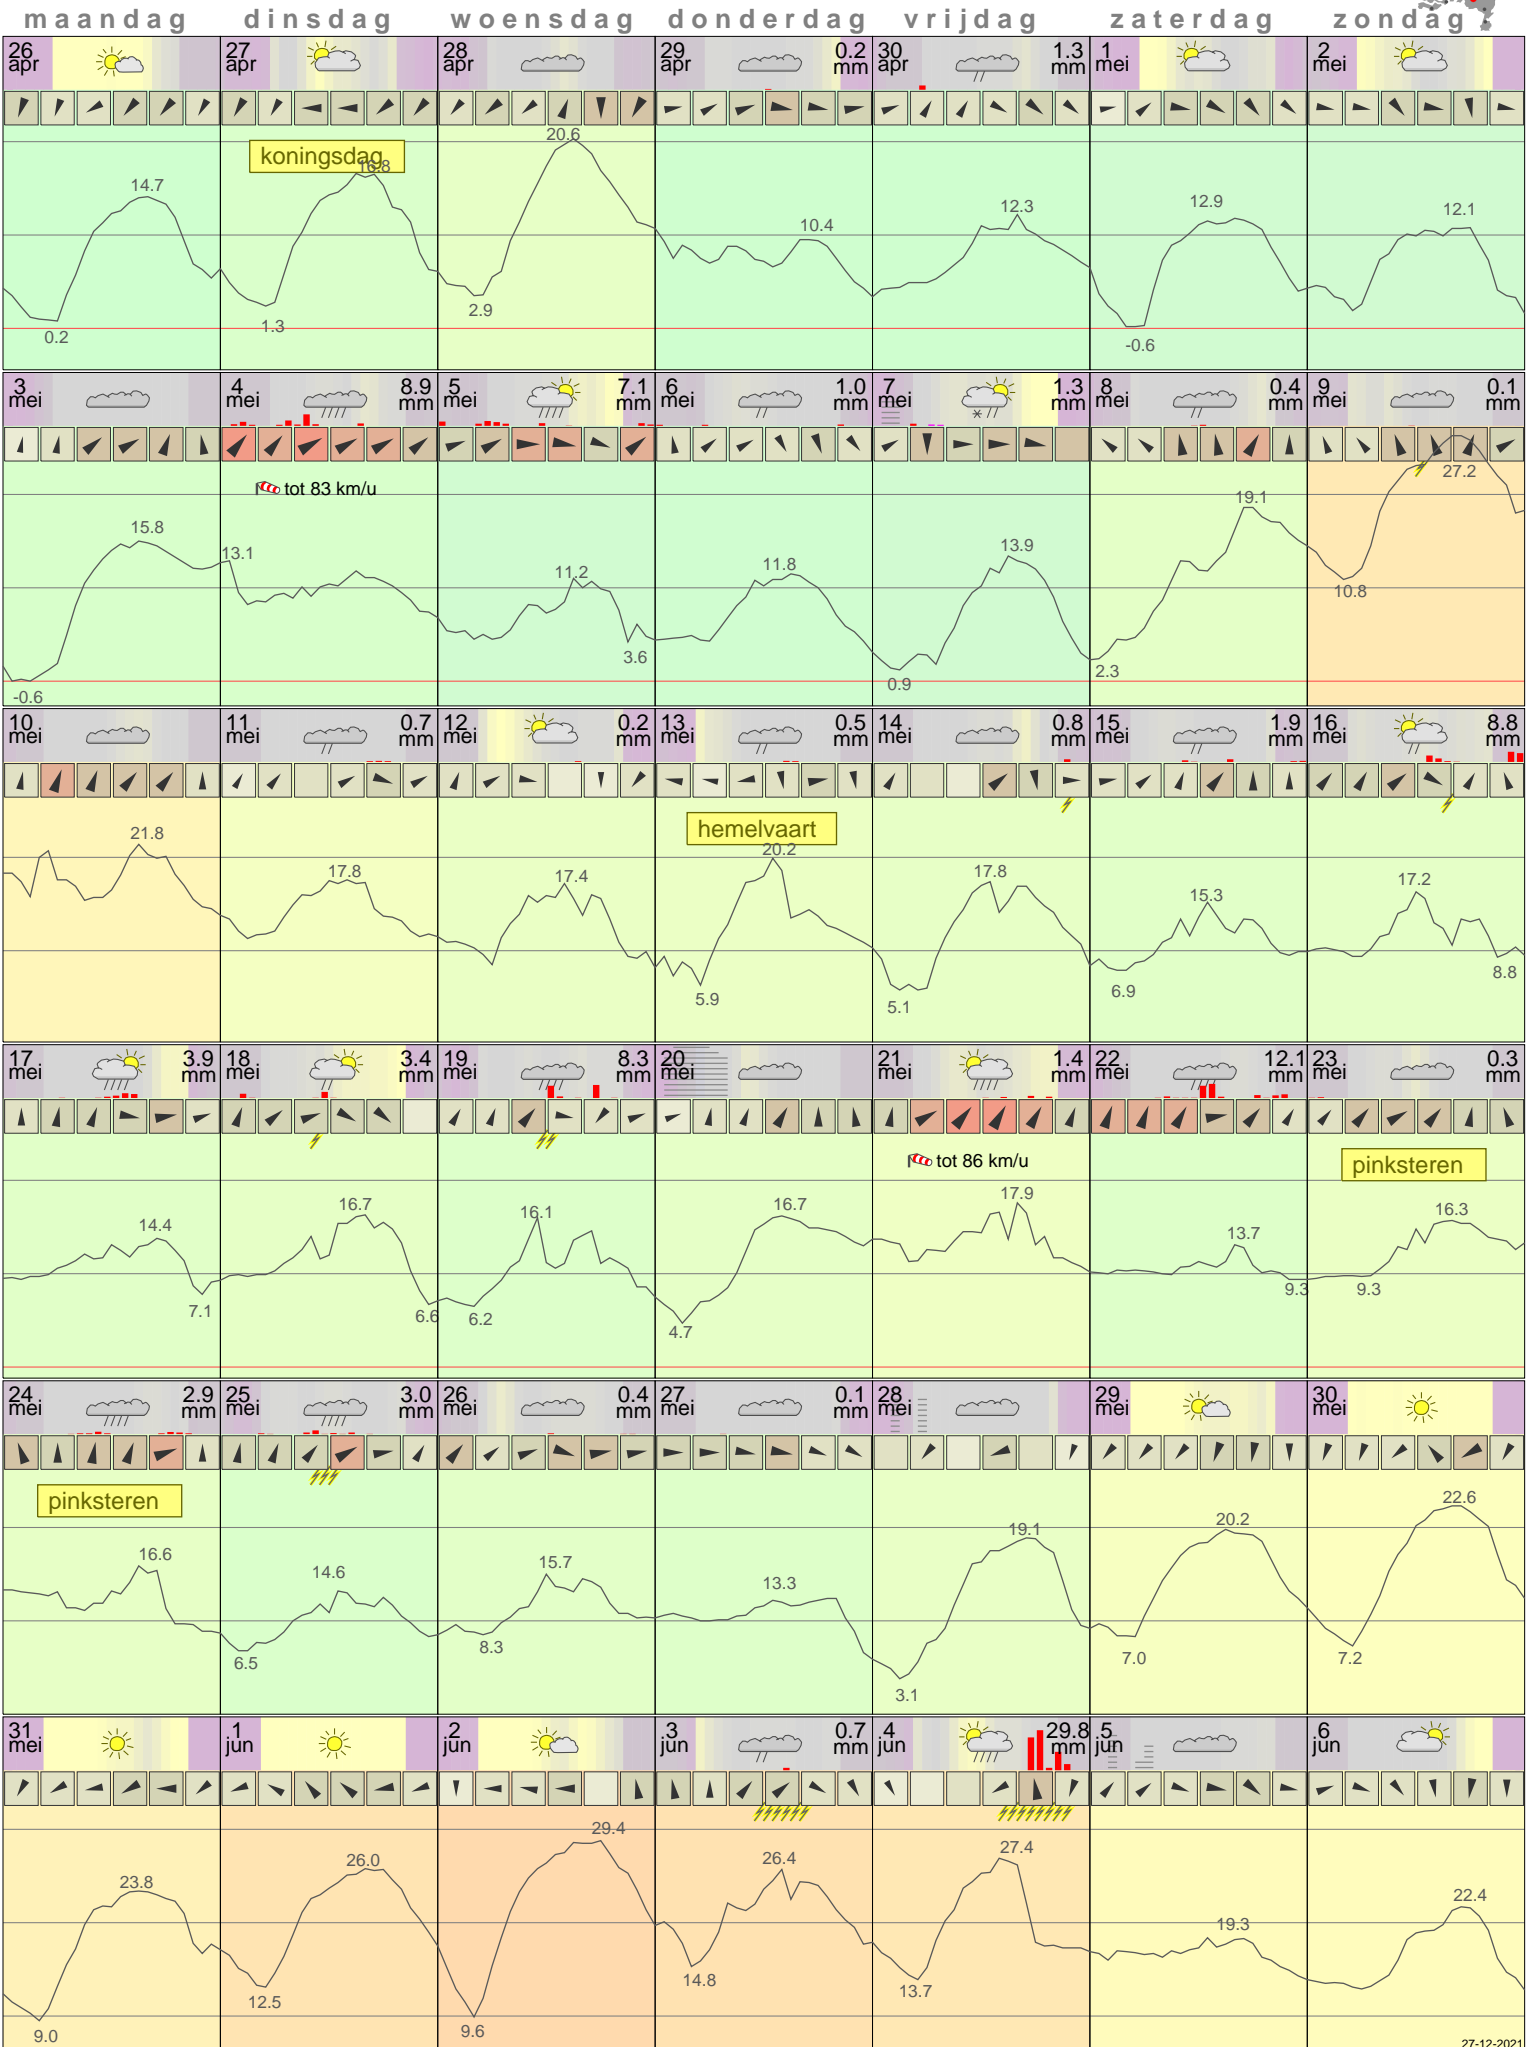 maandag dinsdag woensdag donderdag vrijdag zaterdag zondag
26 apr 27 apr 28 apr 29 apr 0.2 mm 30 apr 1.3 mm 1 mei 2 mei
koningsdag
14.7 16.8 20.6 10.4 12.3 12.9 12.1
0.2 1.3 2.9 -0.6
3 mei 4 mei 8.9 mm 5 mei 7.1 mm 6 mei 1.0 mm 7 mei 1.3 mm 8 mei 0.4 mm 9 mei 0.1 mm
tot 83 km/u
15.8 13.1 11.2 11.8 13.9 19.1 27.2
-0.6 3.6 0.9 2.3 10.8
10 mei 11 mei 0.7 mm 12 mei 0.2 mm 13 mei 0.5 mm 14 mei 0.8 mm 15 mei 1.9 mm 16 mei 8.8 mm
hemelvaart
21.8 17.8 17.4 20.2 17.8 15.3 17.2
5.9 5.1 6.9 8.8
17 mei 3.9 mm 18 mei 3.4 mm 19 mei 8.3 mm 20 mei 21 mei 1.4 mm 22 mei 12.1 mm 23 mei 0.3 mm
tot 86 km/u pinksteren
14.4 16.7 16.1 16.7 17.9 13.7 16.3
7.1 6.6 6.2 4.7 9.3 9.3
24 mei 2.9 mm 25 mei 3.0 mm 26 mei 0.4 mm 27 mei 0.1 mm 28 mei 29 mei 30 mei
pinksteren
16.6 14.6 15.7 13.3 19.1 20.2 22.6
6.5 8.3 3.1 7.0 7.2
31 mei 1 jun 2 jun 3 jun 0.7 mm 4 jun 29.8 mm 5 jun 6 jun
23.8 26.0 29.4 26.4 27.4 19.3 22.4
9.0 12.5 9.6 14.8 13.7
27-12-2021